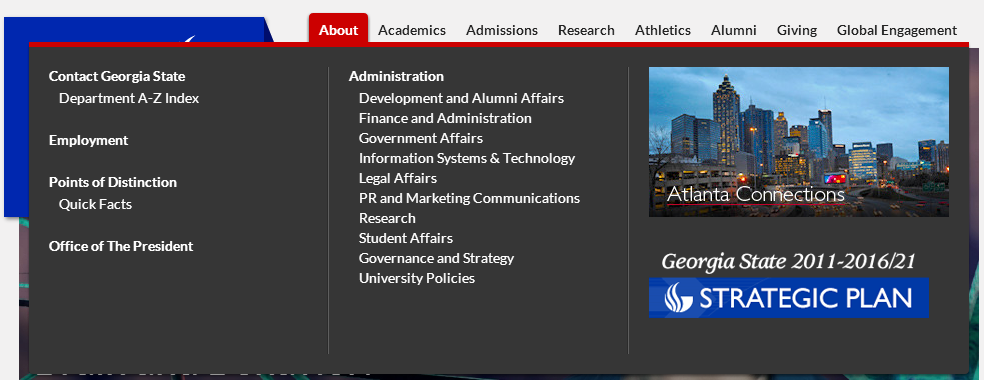 About Academics Admissions Research Athletics Alumni Giving Global Engagement
Contact Georgia State
Department A-Z Index
Employment
Points of Distinction
Quick Facts
Office of The President
Administration
Development and Alumni Affairs
Finance and Administration
Government Affairs
Information Systems & Technology
Legal Affairs
PR and Marketing Communications
Research
Student Affairs
Governance and Strategy
University Policies
Atlanta Connections
Georgia State 2011-2016/21
STRATEGIC PLAN